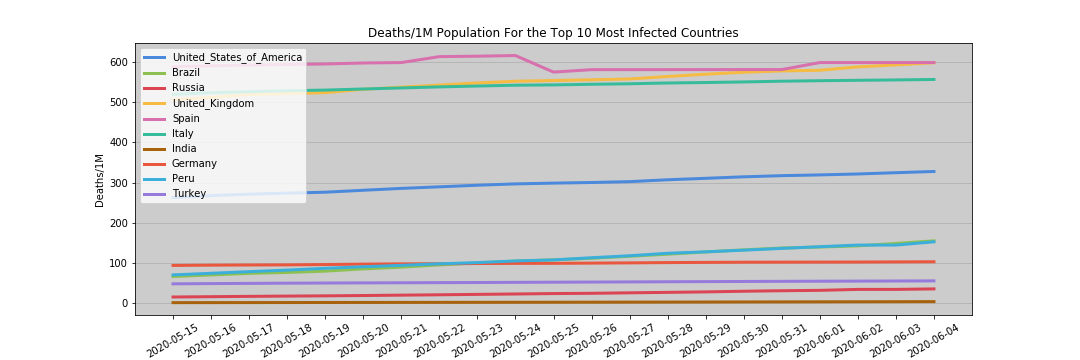 Deaths/1M Population For the Top 10 Most Infected Countries
Deaths/1M
600
500
400
300
200
100
0
United_States_of_America
Brazil
Russia
United_Kingdom
Spain
Italy
India
Germany
Peru
Turkey
2020-05-15
2020-05-16
2020-05-17
2020-05-18
2020-05-19
2020-05-20
2020-05-21
2020-05-22
2020-05-23
2020-05-24
2020-05-25
2020-05-26
2020-05-27
2020-05-28
2020-05-29
2020-05-30
2020-05-31
2020-06-01
2020-06-02
2020-06-03
2020-06-04